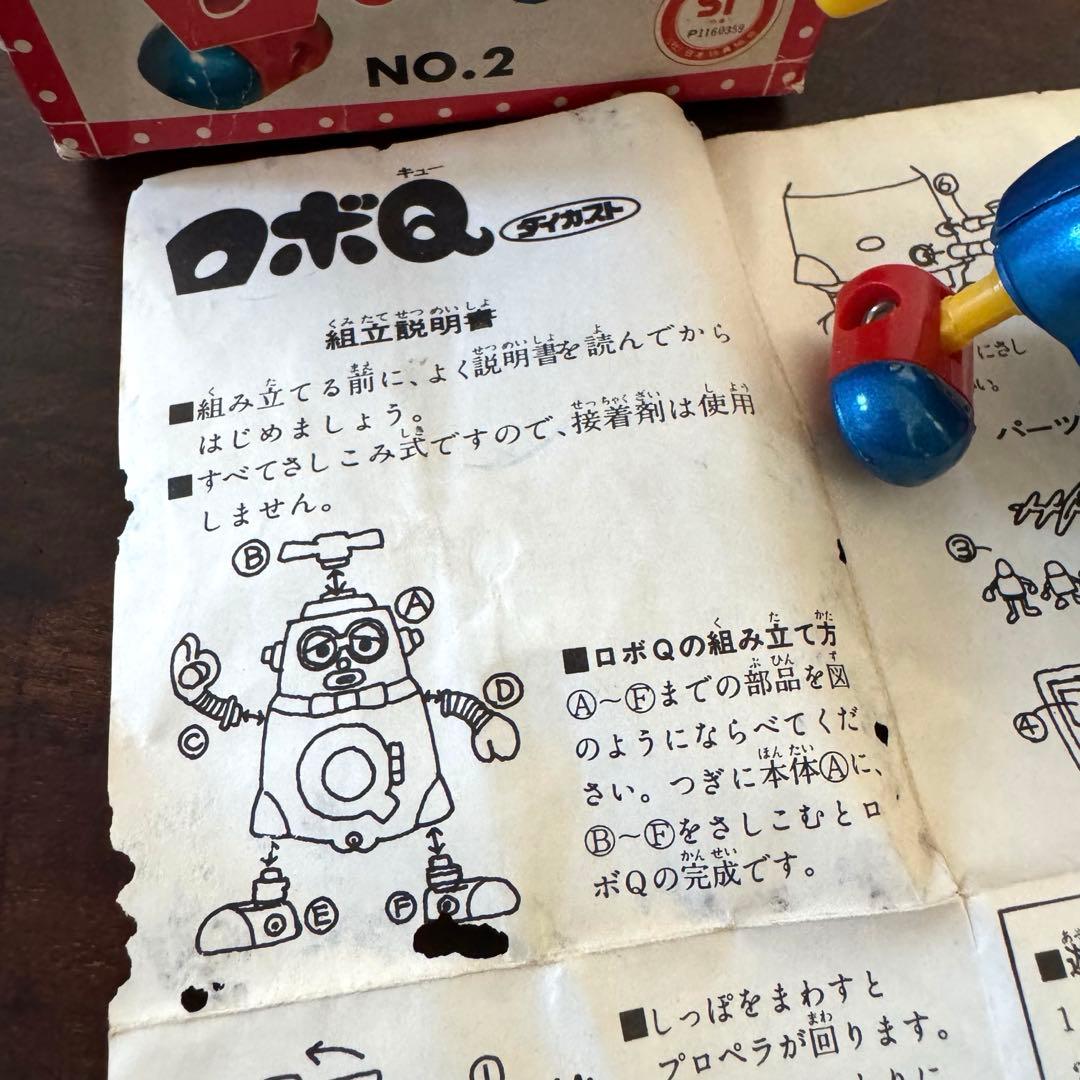 ST
P1160359
NO.2
キュー
ロボQ
ダイカスト
くみ たて せつ めい しょ
組立説明書
■組み立てる前に、よく説明書を読んでから
はじめましょう。
■すべてさしこみ式ですので、接着剤は使用
しません。
Ⓑ
Ⓐ
Ⓒ
Ⓓ
Ⓔ
Ⓕ
■ロボQの組み立て方
Ⓐ～Ⓕまでの部品を図
のようにならべてくだ
さい。つぎに本体Ⓐに、
Ⓑ～Ⓕをさしこむとロ
ボQの完成です。
■しっぽをまわすと
プロペラが回ります。
⑥
にさし
い。
パーツ
③
④
①
■
1